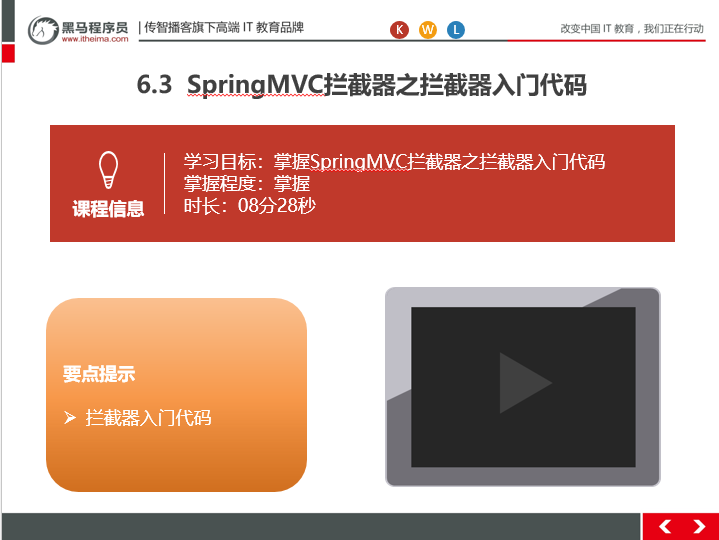 黑马程序员
www.itheima.com
传智播客旗下高端 IT 教育品牌
K W L
改变中国 IT 教育，我们正在行动
6.3 SpringMVC拦截器之拦截器入门代码
课程信息
学习目标：掌握SpringMVC拦截器之拦截器入门代码
掌握程度：掌握
时长：08分28秒
要点提示
➢ 拦截器入门代码